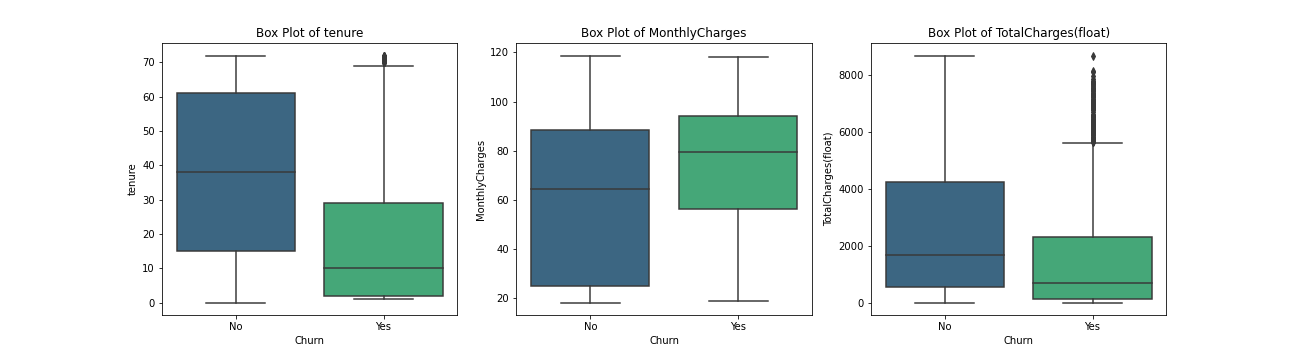 Box Plot of tenure
70
60
50
40
30
20
10
0
tenure
No
Yes
Churn
Box Plot of MonthlyCharges
120
100
80
60
40
20
MonthlyCharges
No
Yes
Churn
Box Plot of TotalCharges(float)
8000
6000
4000
2000
0
TotalCharges(float)
No
Yes
Churn